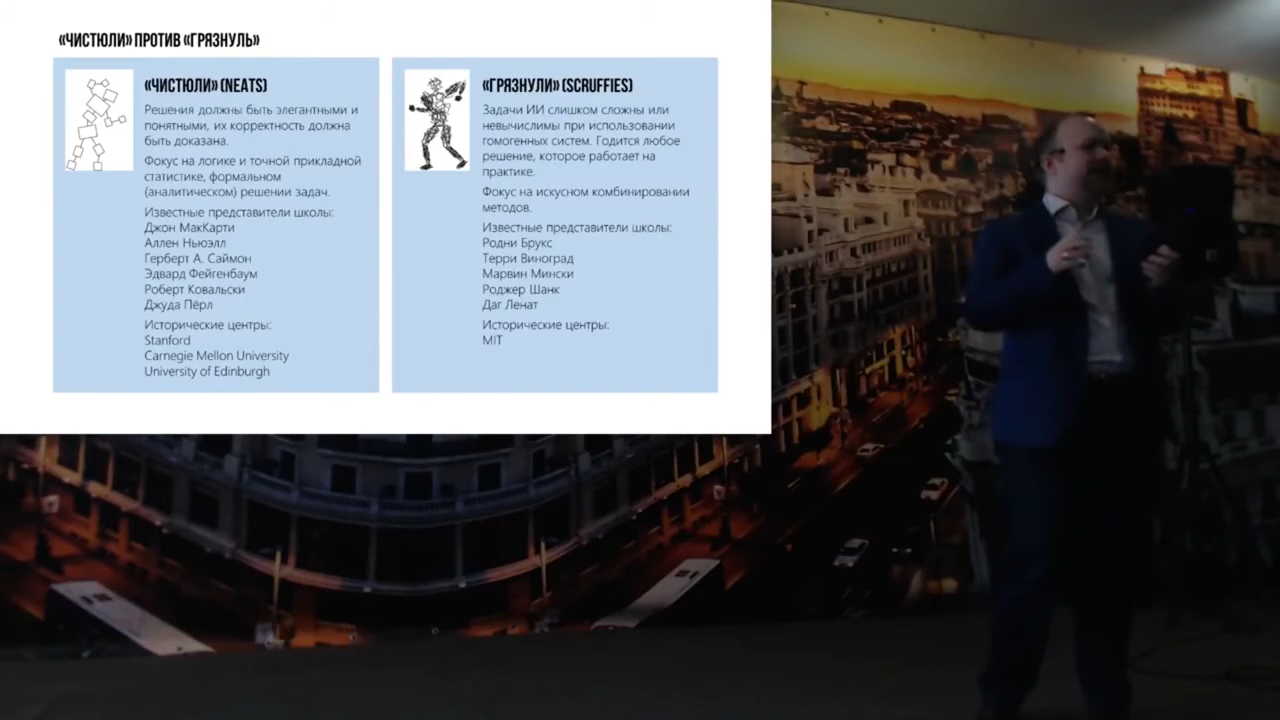 «ЧИСТЮЛИ» ПРОТИВ «ГРЯЗНУЛЬ»
«ЧИСТЮЛИ» (NEATS)
Решения должны быть элегантными и
понятными, их корректность должна
быть доказана.
Фокус на логике и точной прикладной
статистике, формальном
(аналитическом) решении задач.
Известные представители школы:
Джон МакКарти
Аллен Ньюэлл
Герберт А. Саймон
Эдвард Фейгенбаум
Роберт Ковальски
Джуда Пёрл
Исторические центры:
Stanford
Carnegie Mellon University
University of Edinburgh
«ГРЯЗНУЛИ» (SCRUFFIES)
Задачи ИИ слишком сложны или
невычислимы при использовании
гомогенных систем. Годится любое
решение, которое работает на
практике.
Фокус на искусном комбинировании
методов.
Известные представители школы:
Родни Брукс
Терри Виноград
Марвин Мински
Роджер Шанк
Даг Ленат
Исторические центры:
MIT